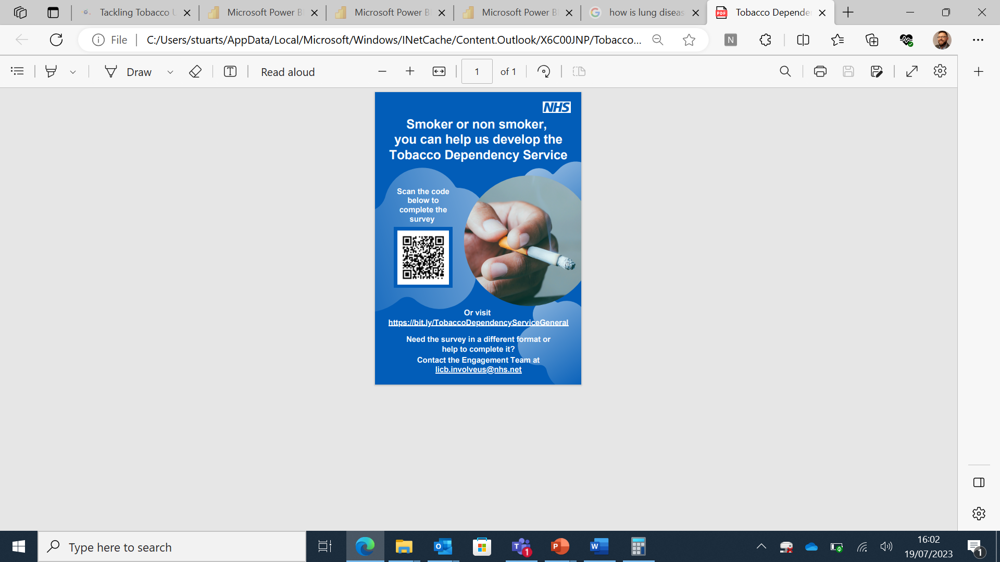 Tackling Tobacco
Microsoft Power B
Microsoft Power B
Microsoft Power B
how is lung diseas
Tobacco Depende
File
C:/Users/stuarts/AppData/Local/Microsoft/Windows/INetCache/Content.Outlook/X6C00JNP/Tobacco...
N
Draw
T
Read aloud
1
of 1
NHS
Smoker or non smoker,
you can help us develop the
Tobacco Dependency Service
Scan the code
below to
complete the
survey
Or visit
https://bit.ly/TobaccoDependencyServiceGeneral
Need the survey in a different format or
help to complete it?
Contact the Engagement Team at
licb.involveus@nhs.net
Type here to search
1
16:02
19/07/2023
1